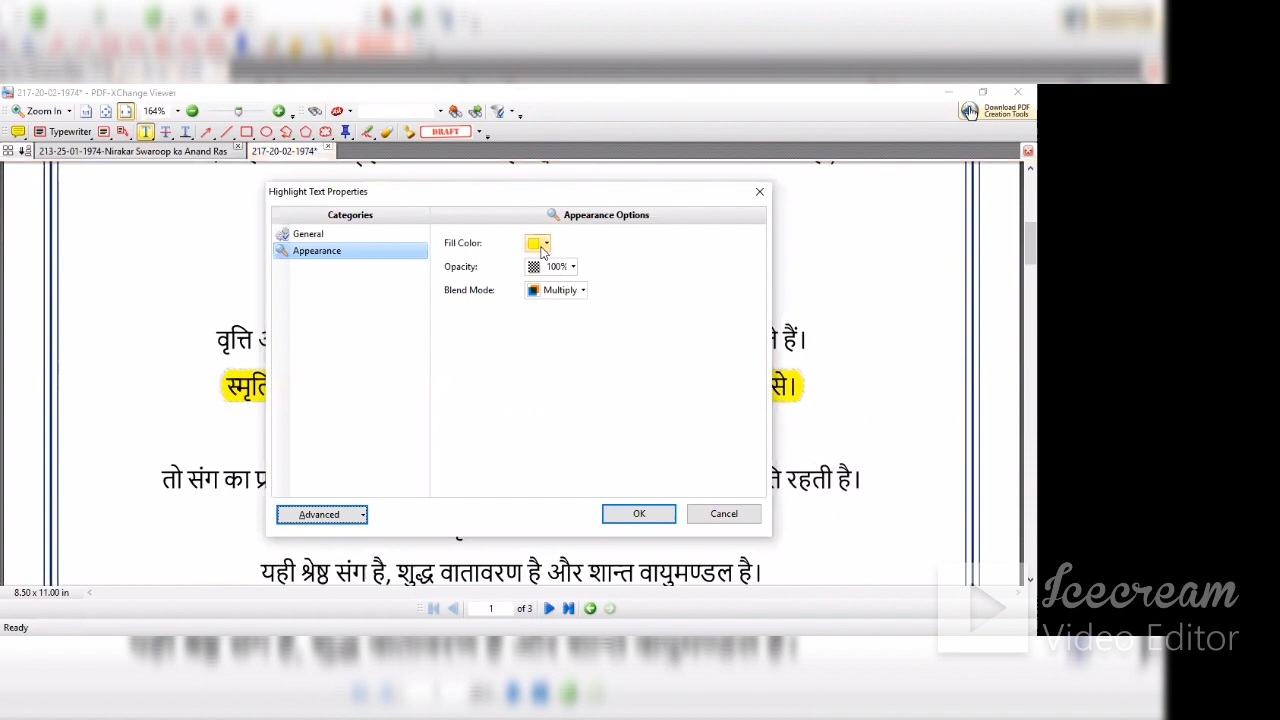 217-20-02-1974* - PDF-XChange Viewer
Zoom In 164% Download PDF
Creation Tools
Typewriter DRAFT
213-25-01-1974-Nirakar Swaroop ka Anand Ras 217-20-02-1974*
Highlight Text Properties
Categories Appearance Options
General Fill Color:
Appearance
Opacity: 100%
Blend Mode: Multiply
वृत्ति हैं।
से।
तो संग का रहती है।
Advanced OK Cancel
यही श्रेष्ठ संग है, शुद्ध वातावरण है और शान्त वायुमण्डल है।
8.50 x 11.00 in
1 of 3
Ready
Icecream
Video Editor